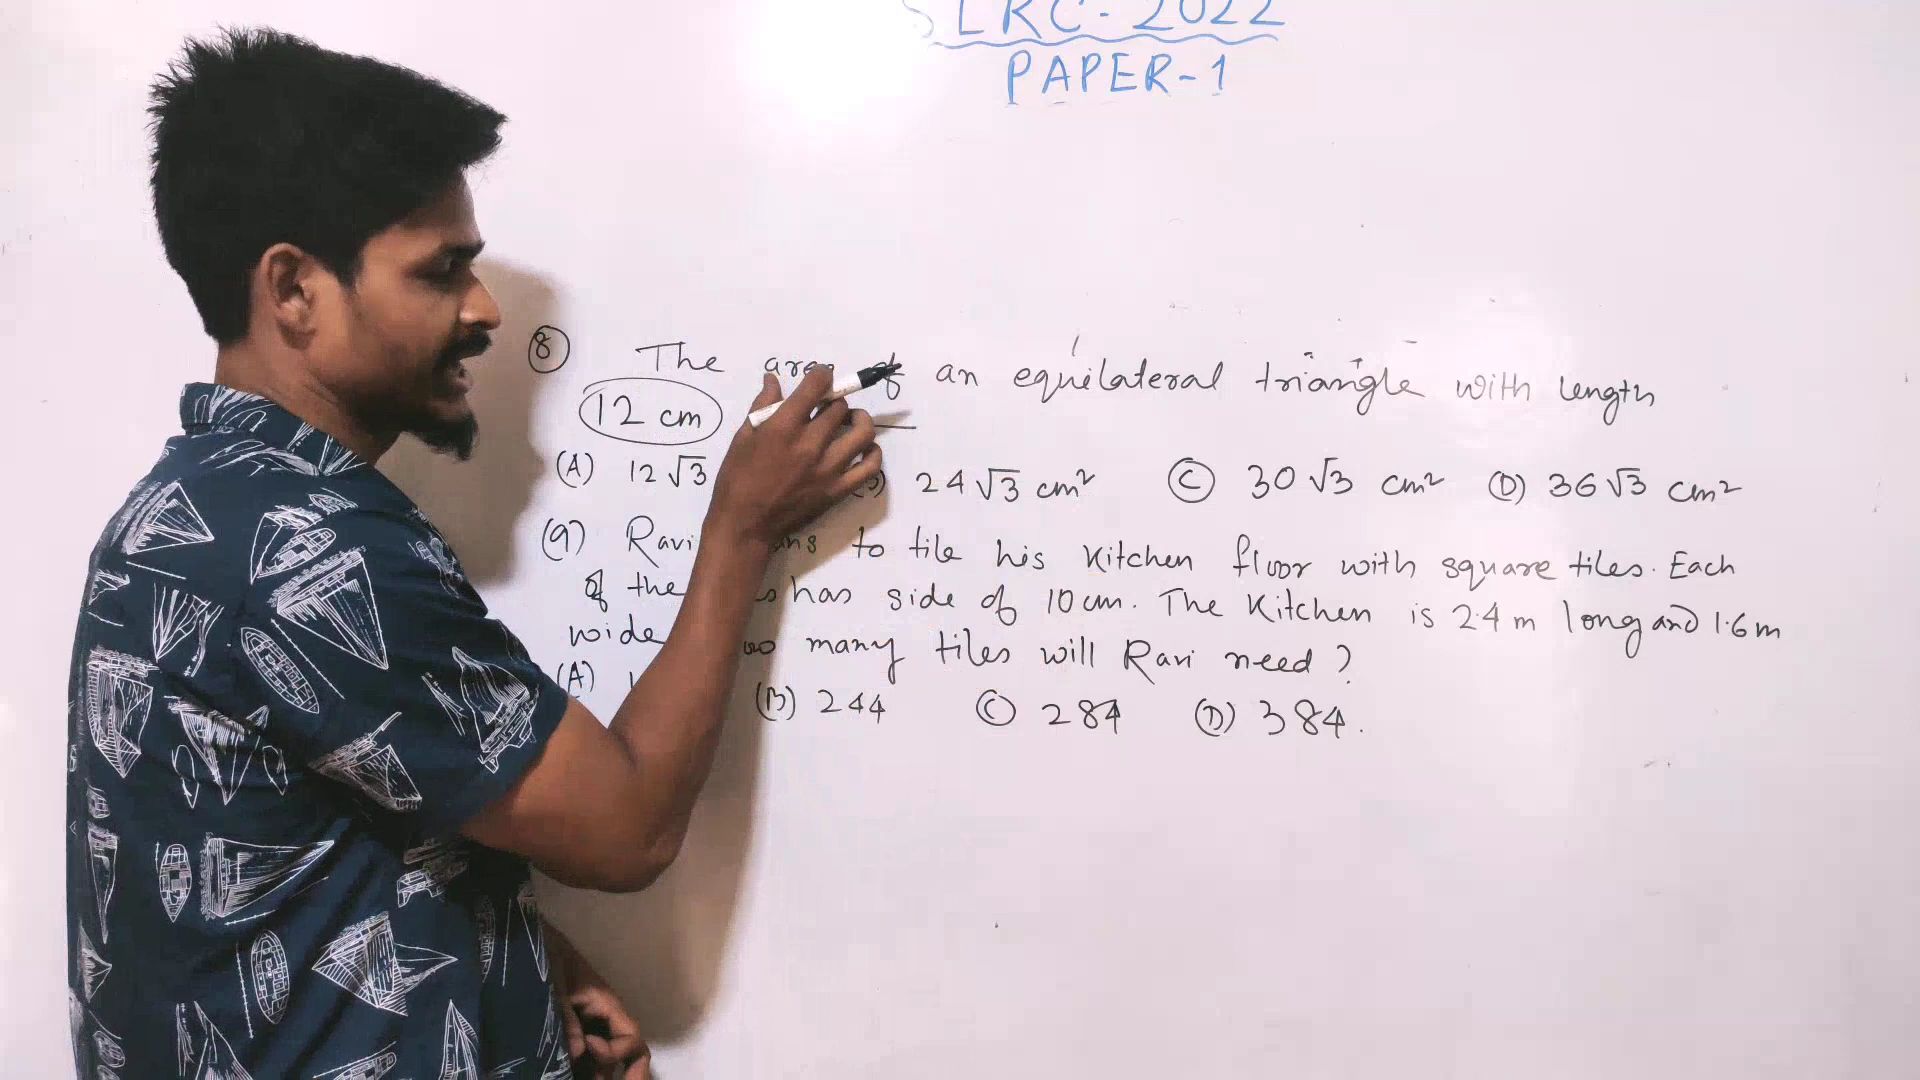 SLRC-2022
PAPER-1
8 The area of an equilateral triangle with length
12 cm
(A) 12√3 24√3 cm² (C) 30√3 cm² (D) 36√3 cm²
(9) Ravi to tile his kitchen floor with square tiles. Each
of the has side of 10 cm. The kitchen is 2.4 m long and 1.6 m
wide many tiles will Ravi need ?
(A) (B) 244 (C) 284 (D) 384.